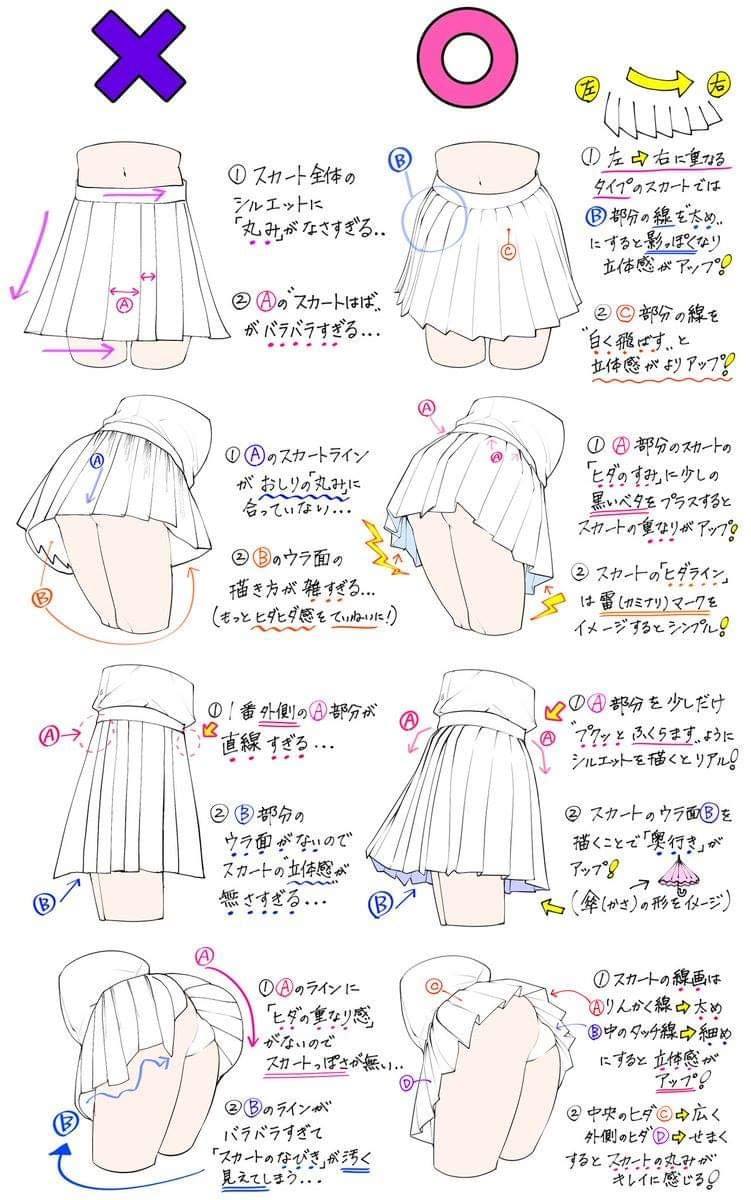 左
右
① スカート全体の
シルエットに
「丸み」がなさすぎる..
② Ⓐの"スカートはば"
がバラバラすぎる...
A
B
C
① 左➡右に重なる
タイプのスカートでは
Ⓑ部分の線を"太め"
にすると影っぽくなり
立体感がアップ!
② Ⓒ部分の線を
"白く飛ばす"と
立体感がよりアップ!
A
B
① Ⓐのスカートライン
がおしりの「丸み」に
合っていない...
② Ⓑのウラ面の
描き方が雑すぎる...
(もっとヒダヒダ感をていねいに!)
A
A
① Ⓐ部分のスカートの
「ヒダのすみ」に少しの
黒いベタをプラスすると
スカートの重なりがアップ!
② スカートの「ヒダライン」
は雷(カミナリ)マークを
イメージするとシンプル!
A
B
① 1番外側のⒶ部分が
直線すぎる...
② Ⓑ部分の
ウラ面がないので
スカートの"立体感"が
無さすぎる...
A
A
B
① Ⓐ部分を少しだけ
"プクッとふくらます"ように
シルエットを描くとリアル!
② スカートのウラ面Ⓑを
描くことで「奥行き」が
アップ!
(傘(かさ)の形をイメージ)
A
B
① Ⓐのラインに
「ヒダの重なり感」
がないので
スカートっぽさが無い..
② Ⓑのラインが
バラバラすぎて
「スカートのなびき」が汚く
見えてしまう...
C
D
① スカートの線画は
Ⓐりんかく線➡太め
Ⓑ中のタッチ線➡細め
にすると立体感が
アップ!
② 中央のヒダⒸ➡広く
外側のヒダⒹ➡せまく
するとスカートの丸みが
キレイに感じる!